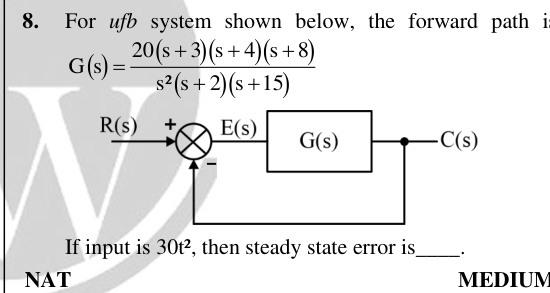 8. For ufb system shown below, the forward path
G(s) = 20(s+3)(s+4)(s+8) / s²(s+2)(s+15)
R(s) + E(s) G(s) C(s)
−
If input is 30t², then steady state error is____.
NAT MEDIUM